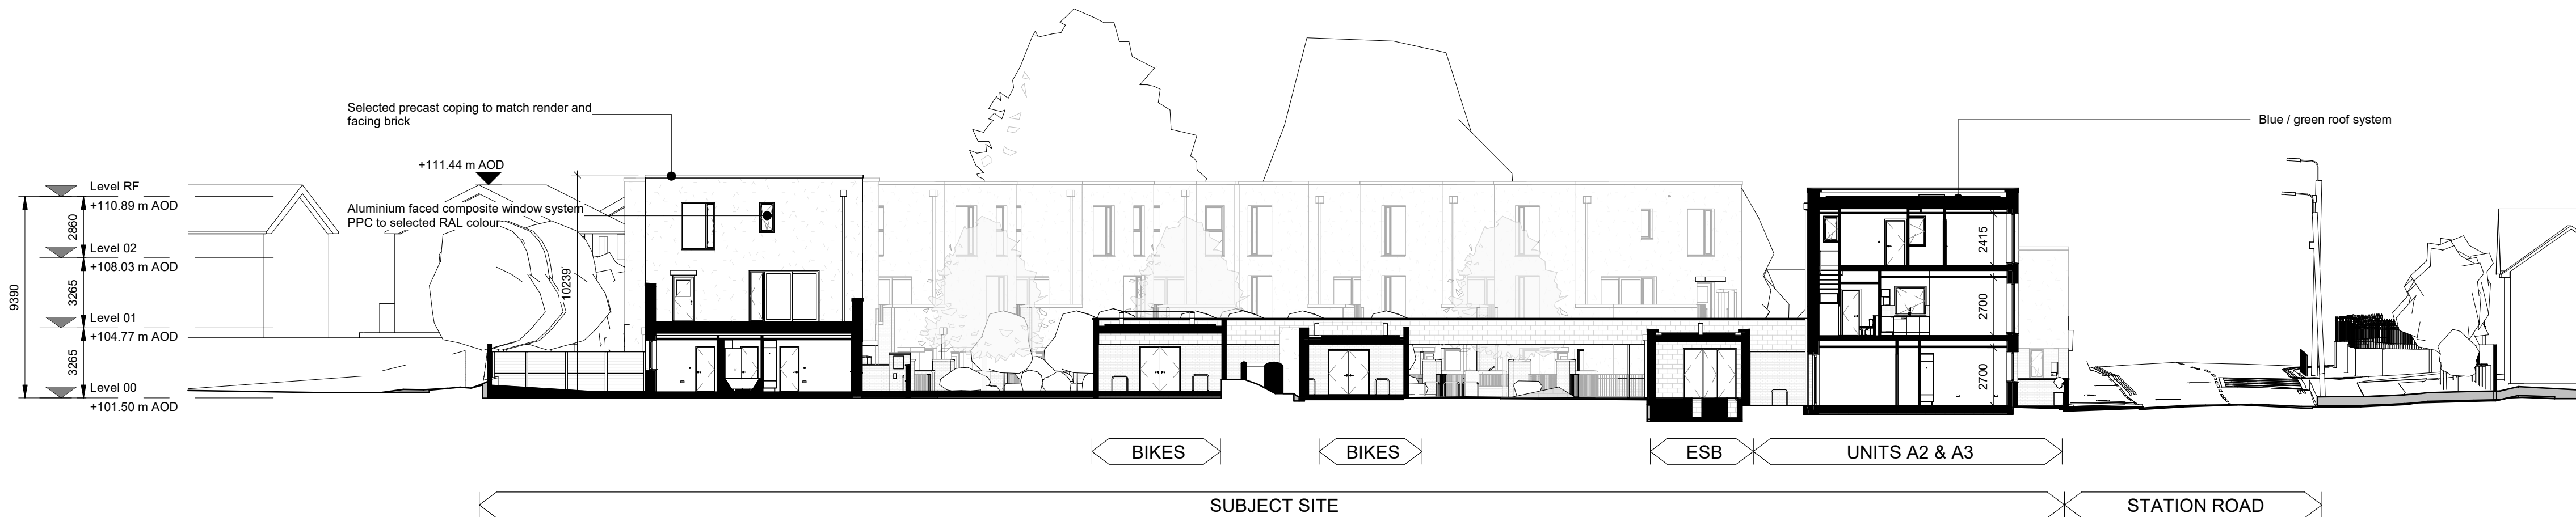 Selected precast coping to match render and
facing brick
Blue / green roof system
+111.44 m AOD
Level RF
+110.89 m AOD
Aluminium faced composite window system
PPC to selected RAL colour
2860
Level 02
+108.03 m AOD
3265
9390
10239
Level 01
+104.77 m AOD
3265
Level 00
+101.50 m AOD
2415
2700
2700
BIKES
BIKES
ESB
UNITS A2 & A3
SUBJECT SITE
STATION ROAD